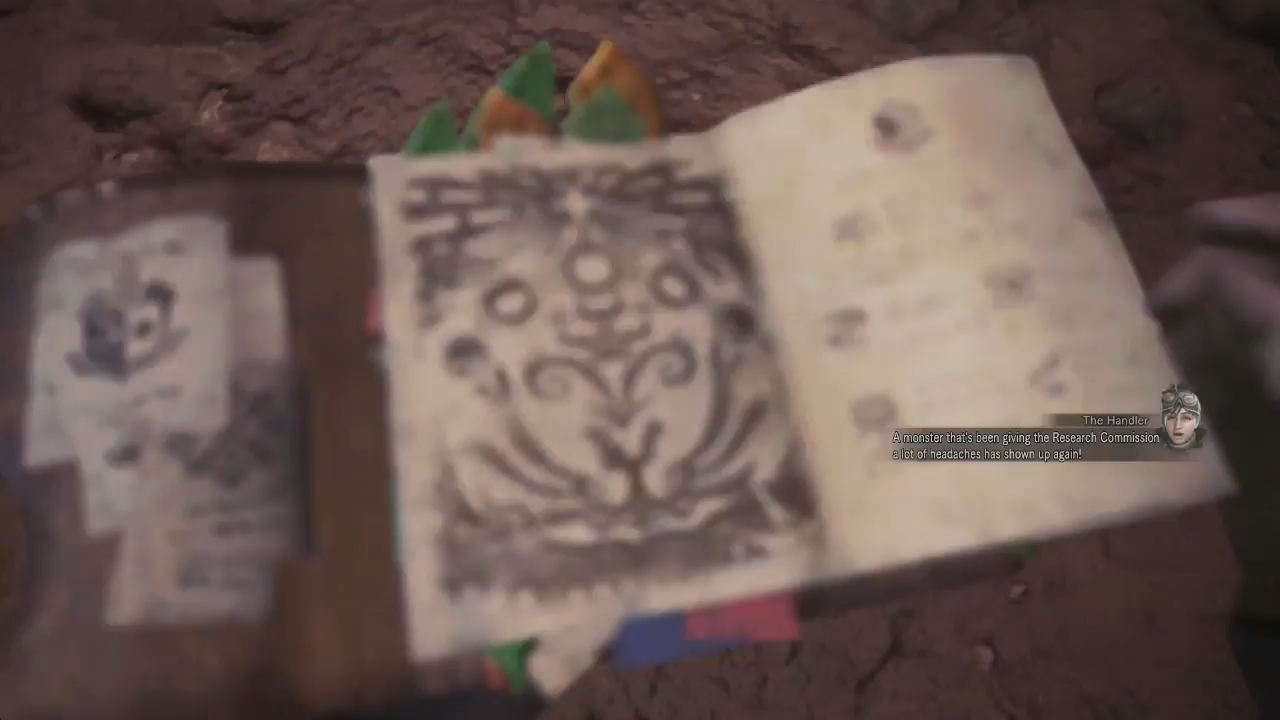 The Handler
A monster that's been giving the Research Commission
a lot of headaches has shown up again!